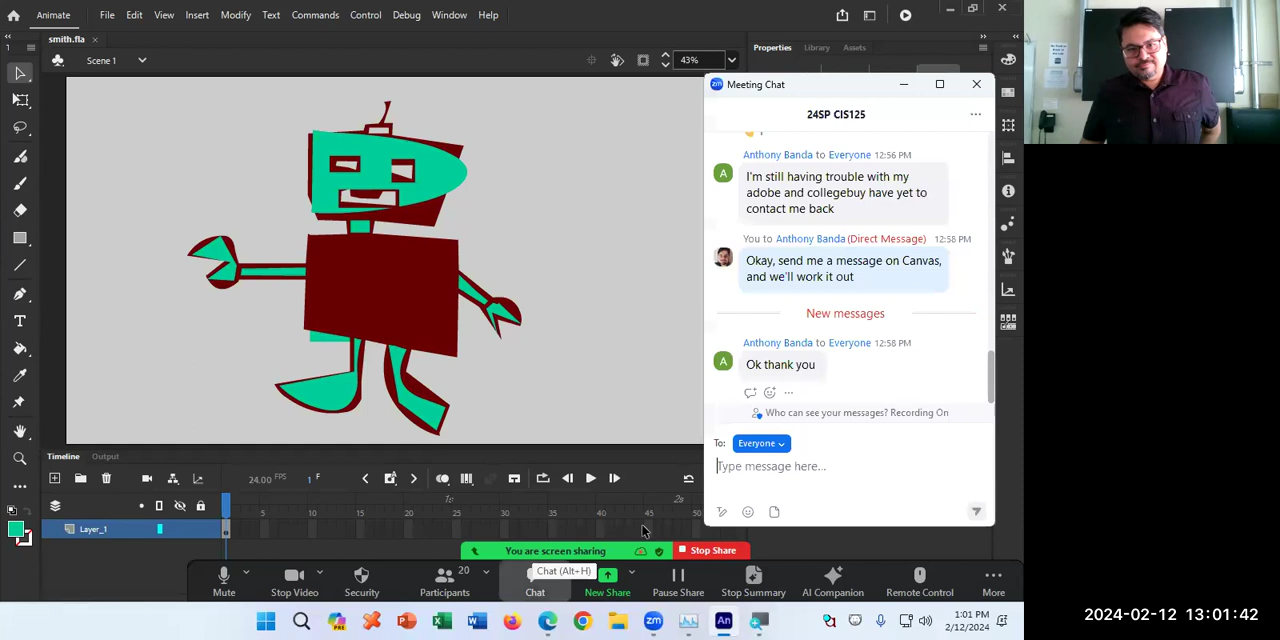 Animate
File Edit View Insert Modify Text Commands Control Debug Window Help
smith.fla
Scene 1
43%
Properties Library Assets
Meeting Chat
24SP CIS125
Anthony Banda to Everyone 12:56 PM
A
I'm still having trouble with my
adobe and collegebuy have yet to
contact me back
You to Anthony Banda (Direct Message) 12:58 PM
Okay, send me a message on Canvas,
and we'll work it out
New messages
Anthony Banda to Everyone 12:58 PM
A
Ok thank you
Who can see your messages? Recording On
To: Everyone
Type message here...
Timeline Output
24.00 FPS 1 F
1s 2s
5 10 15 20 25 30 35 40 45 50
Layer_1
You are screen sharing Stop Share
Chat (Alt+H)
20
Mute Stop Video Security Participants Chat New Share Pause Share Stop Summary AI Companion Remote Control More
1:01 PM
2/12/2024
2024-02-12 13:01:42